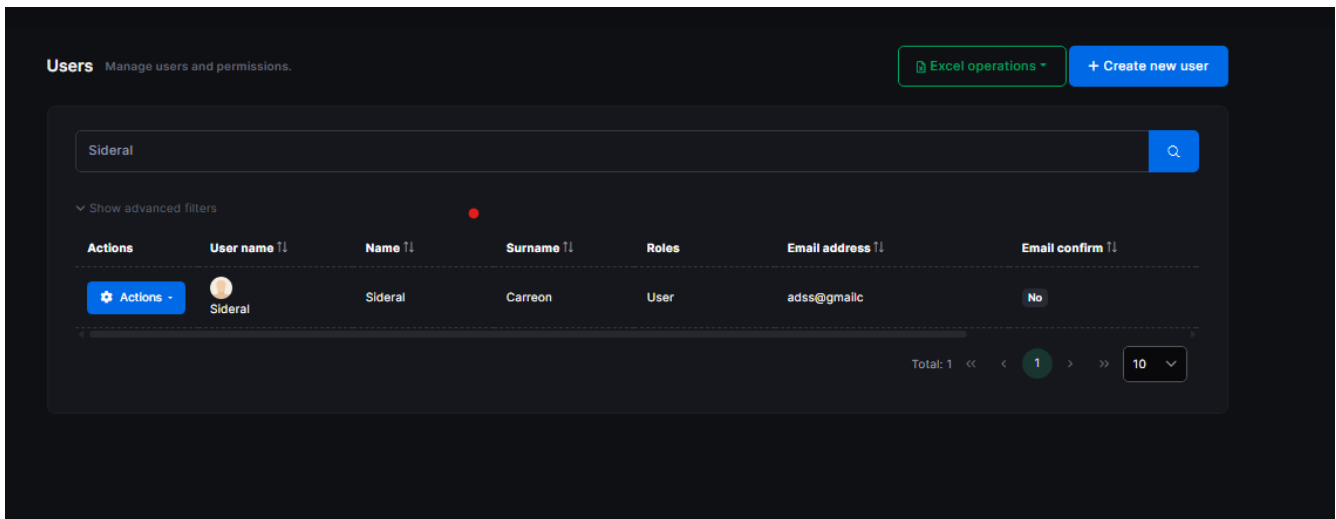 Users Manage users and permissions. Excel operations + Create new user
Sideral
Show advanced filters
Actions User name Name Surname Roles Email address Email confirm
Actions Sideral Sideral Carreon User adss@gmailc No
Total: 1 « ‹ 1 › » 10